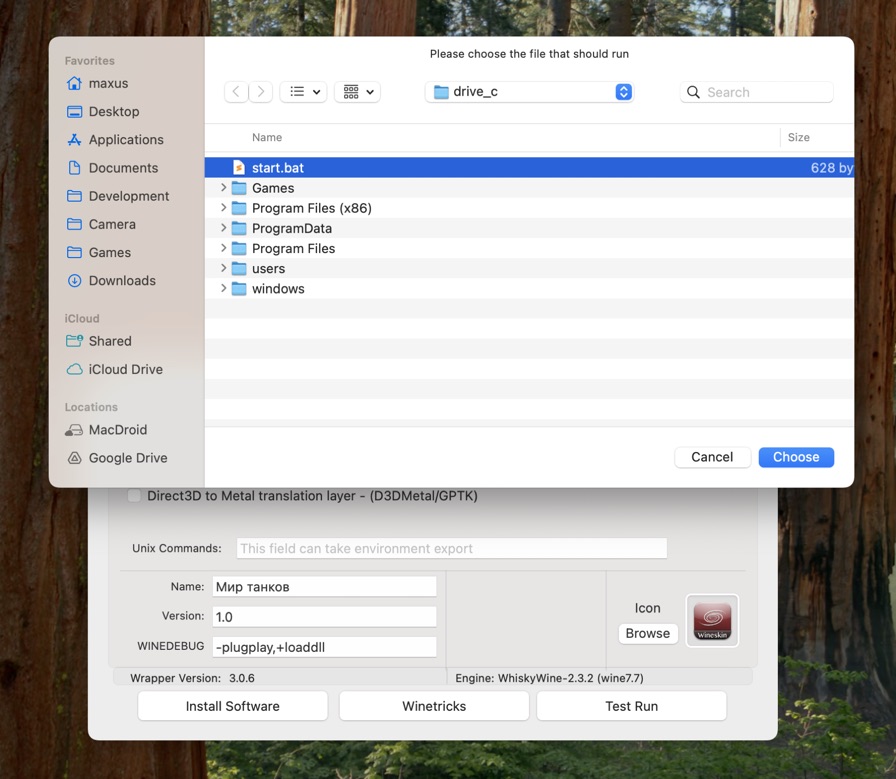 Please choose the file that should run
Favorites
maxus
Desktop
Applications
Documents
Development
Camera
Games
Downloads
iCloud
Shared
iCloud Drive
Locations
MacDroid
Google Drive
drive_c
Search
Name Size
start.bat 628 by
Games
Program Files (x86)
ProgramData
Program Files
users
windows
Cancel Choose
Direct3D to Metal translation layer - (D3DMetal/GPTK)
Unix Commands: This field can take environment export
Name: Мир танков
Version: 1.0
WINEDEBUG -plugplay,+loaddll
Icon
Browse
Wineskin
Wrapper Version: 3.0.6 Engine: WhiskyWine-2.3.2 (wine7.7)
Install Software Winetricks Test Run